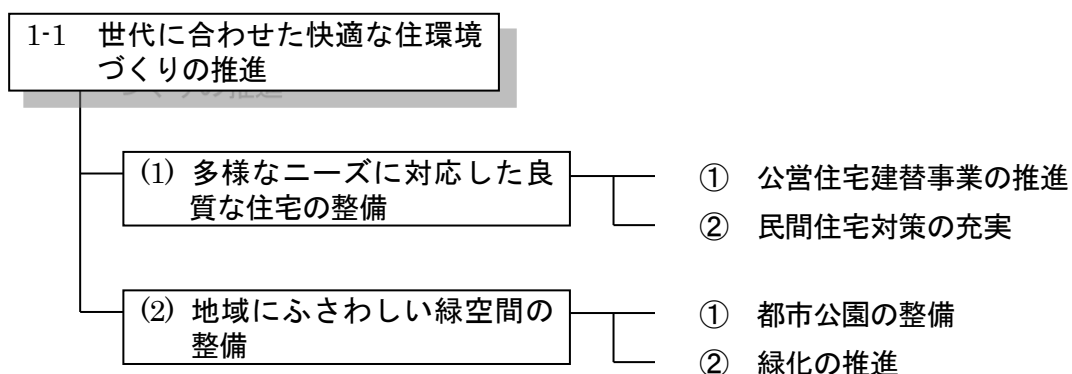 1-1 世代に合わせた快適な住環境
づくりの推進
(1) 多様なニーズに対応した良
質な住宅の整備
① 公営住宅建替事業の推進
② 民間住宅対策の充実
(2) 地域にふさわしい緑空間の
整備
① 都市公園の整備
② 緑化の推進